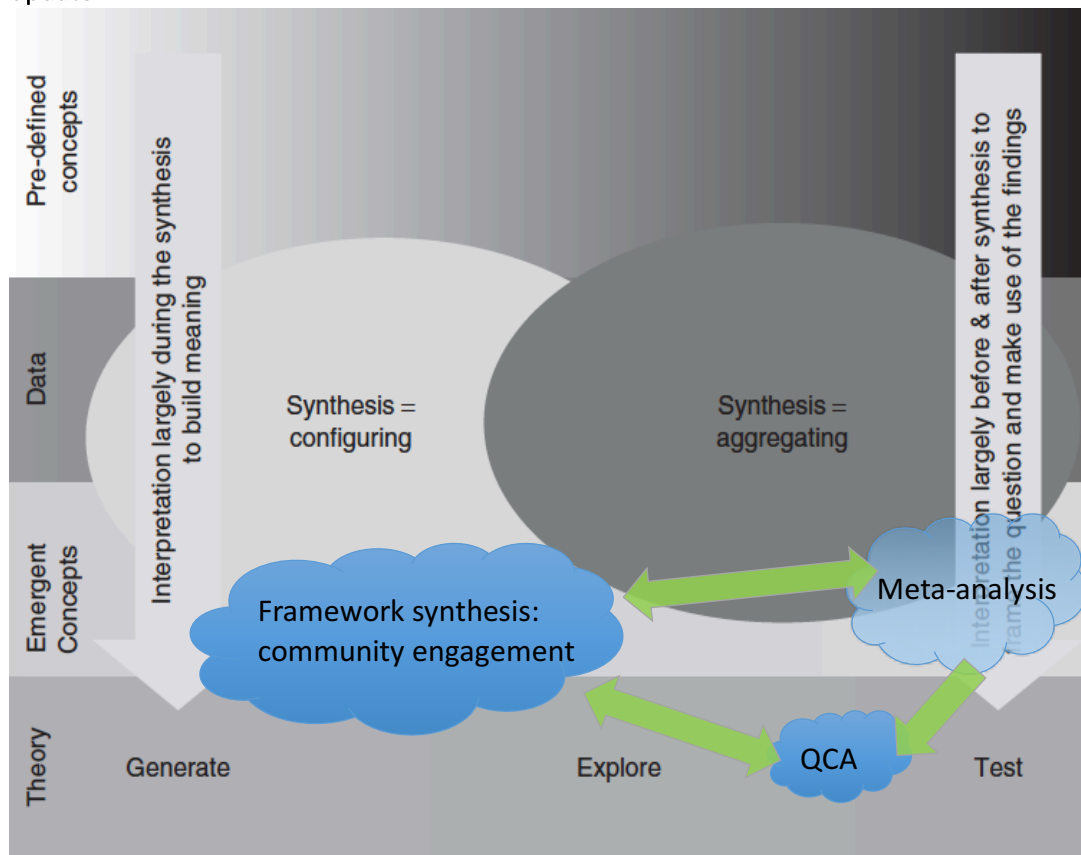 Pre-defined
concepts
Data
Emergent
Concepts
Theory
Interpretation largely during the synthesis
to build meaning
Synthesis =
configuring
Synthesis =
aggregating
Interpretation largely before & after synthesis to
frame the question and make use of the findings
Framework synthesis:
community engagement
Meta-analysis
QCA
Generate
Explore
Test